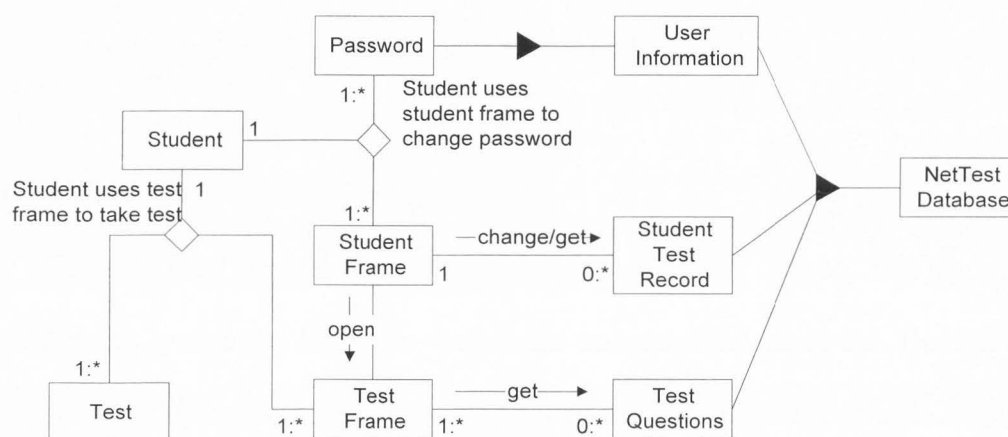 Password
User
Information
1:*
Student uses
student frame to
change password
Student
1
Student uses test
frame to take test
1
NetTest
Database
1:*
Student
Frame
1
change/get
0:*
Student
Test
Record
open
1:*
Test
1:*
Test
Frame
1:*
get
0:*
Test
Questions